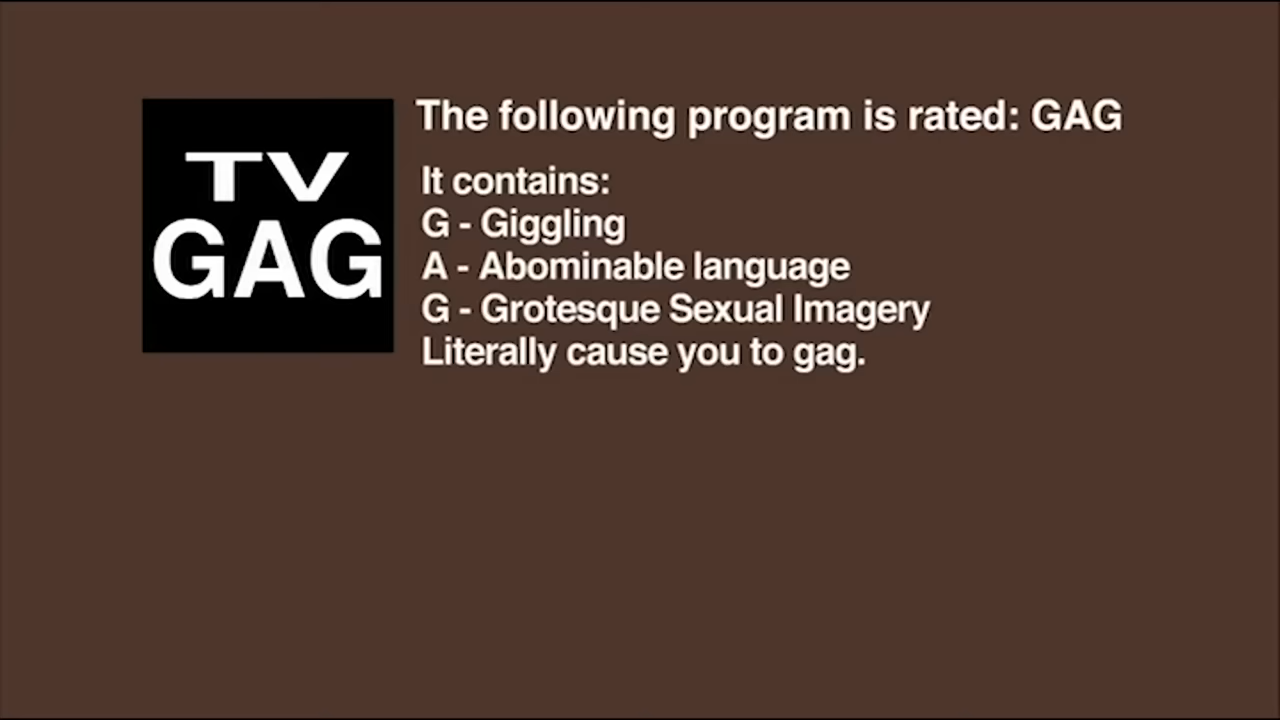 TV
GAG
The following program is rated: GAG
It contains:
G - Giggling
A - Abominable language
G - Grotesque Sexual Imagery
Literally cause you to gag.